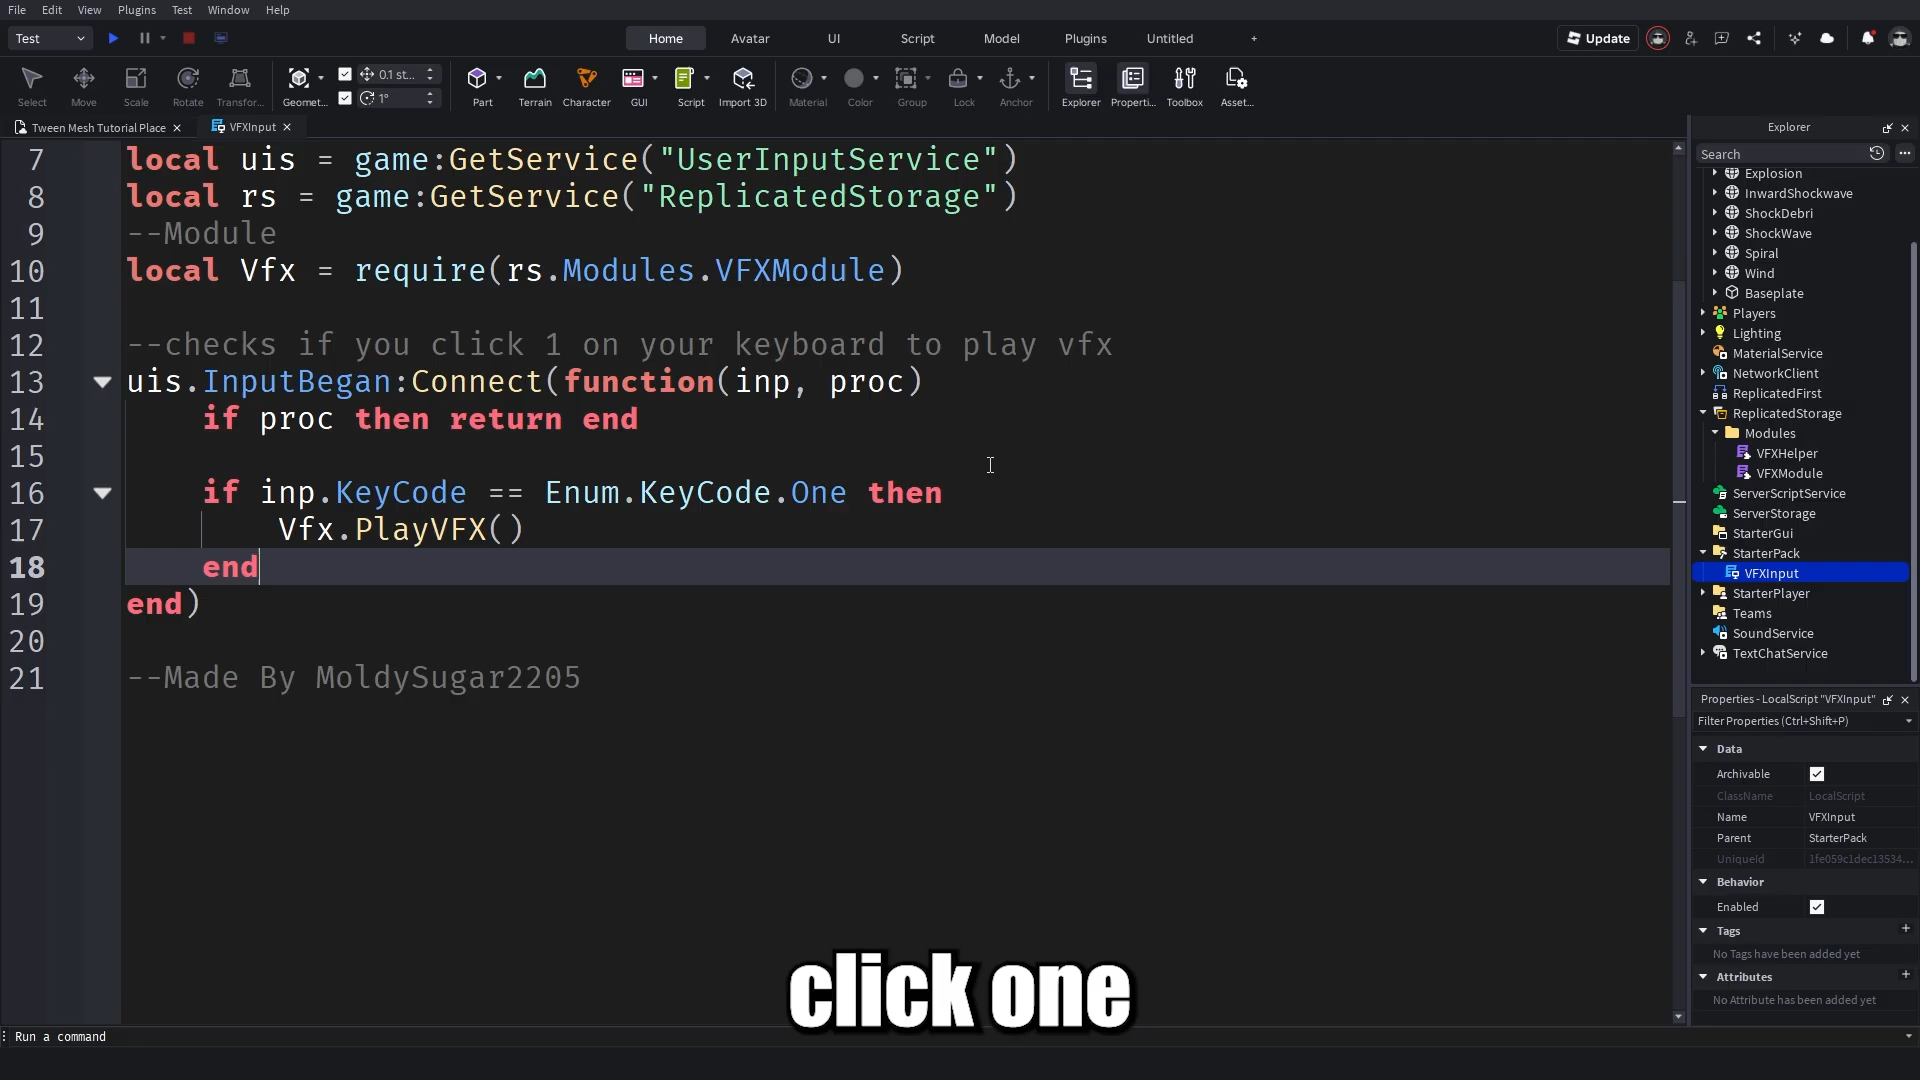 File Edit View Plugins Test Window Help
Test
Home Avatar UI Script Model Plugins Untitled +
Update
Select Move Scale Rotate Transfor... Geomet... 0.1 st... 1° Part Terrain Character GUI Script Import 3D Material Color Group Lock Anchor Explorer Properti... Toolbox Asset...
Tween Mesh Tutorial Place VFXInput
7 local uis = game:GetService("UserInputService")
8 local rs = game:GetService("ReplicatedStorage")
9 --Module
10 local Vfx = require(rs.Modules.VFXModule)
11
12 --checks if you click 1 on your keyboard to play vfx
13 uis.InputBegan:Connect(function(inp, proc)
14 if proc then return end
15
16 if inp.KeyCode == Enum.KeyCode.One then
17 Vfx.PlayVFX()
18 end
19 end)
20
21 --Made By MoldySugar2205
click one
Run a command
Explorer
Search
Explosion
InwardShockwave
ShockDebri
ShockWave
Spiral
Wind
Baseplate
Players
Lighting
MaterialService
NetworkClient
ReplicatedFirst
ReplicatedStorage
Modules
VFXHelper
VFXModule
ServerScriptService
ServerStorage
StarterGui
StarterPack
VFXInput
StarterPlayer
Teams
SoundService
TextChatService
Properties - LocalScript "VFXInput"
Filter Properties (Ctrl+Shift+P)
Data
Archivable
ClassName LocalScript
Name VFXInput
Parent StarterPack
UniqueId 1fe059c1dec13534...
Behavior
Enabled
Tags +
No Tags have been added yet
Attributes +
No Attribute has been added yet